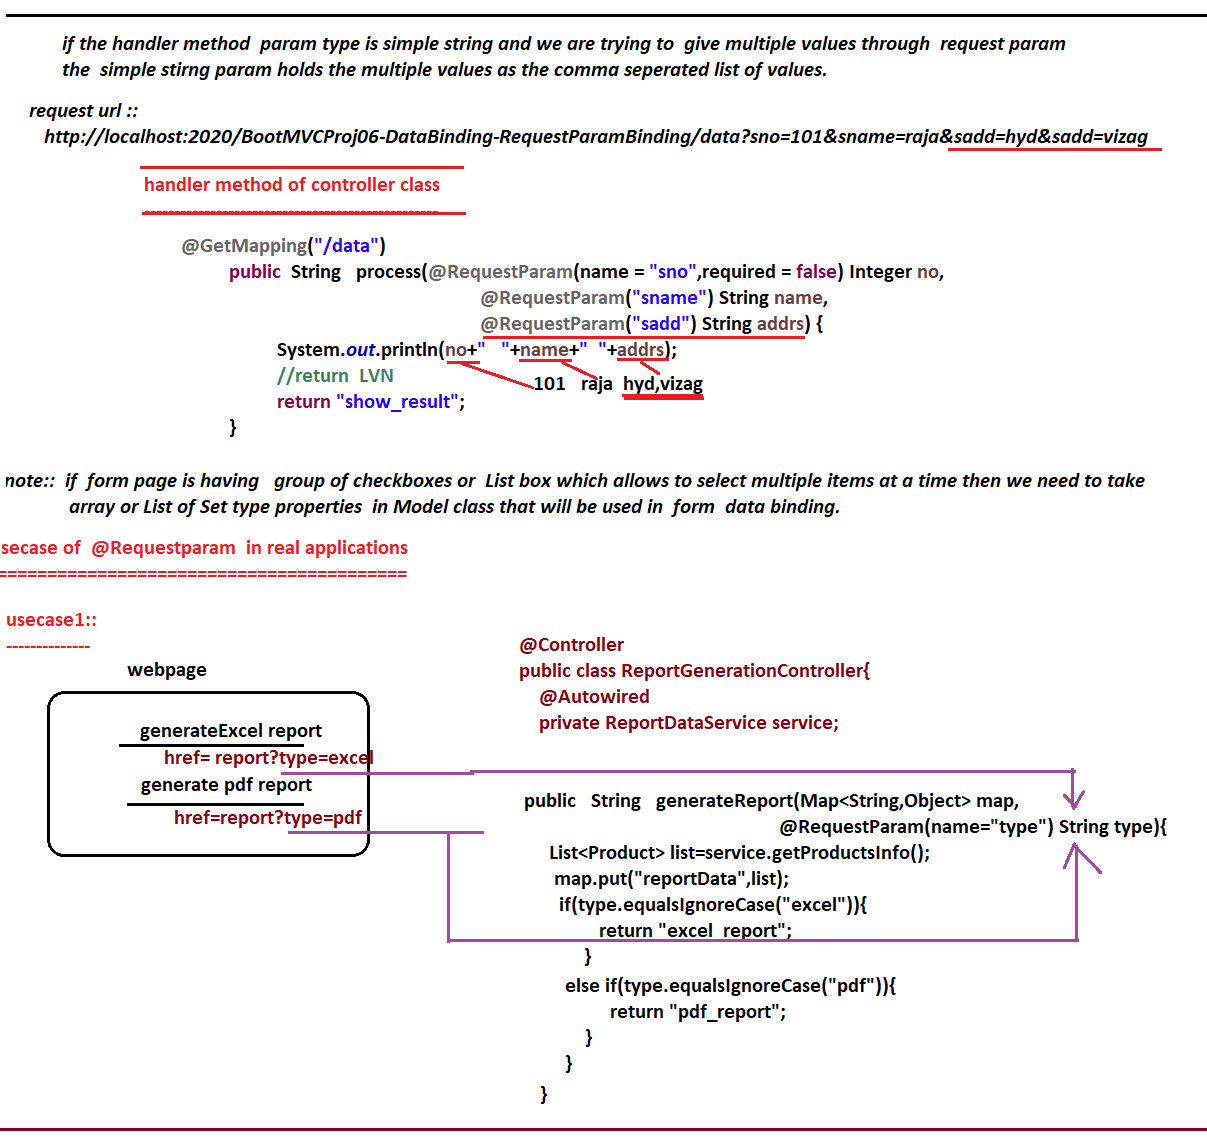 if the handler method param type is simple string and we are trying to give multiple values through request param
the simple stirng param holds the multiple values as the comma seperated list of values.
request url ::
http://localhost:2020/BootMVCProj06-DataBinding-RequestParamBinding/data?sno=101&sname=raja&sadd=hyd&sadd=vizag
handler method of controller class
--------------------------------------------------
@GetMapping("/data")
public String process(@RequestParam(name = "sno",required = false) Integer no,
@RequestParam("sname") String name,
@RequestParam("sadd") String addrs) {
System.out.println(no+" "+name+" "+addrs);
//return LVN
101 raja hyd,vizag
return "show_result";
}
note:: if form page is having group of checkboxes or List box which allows to select multiple items at a time then we need to take
array or List of Set type properties in Model class that will be used in form data binding.
secase of @Requestparam in real applications
=========================================
usecase1::
--------------
webpage
generateExcel report
href= report?type=excel
generate pdf report
href=report?type=pdf
@Controller
public class ReportGenerationController{
@Autowired
private ReportDataService service;
public String generateReport(Map<String,Object> map,
@RequestParam(name="type") String type){
List<Product> list=service.getProductsInfo();
map.put("reportData",list);
if(type.equalsIgnoreCase("excel")){
return "excel_report";
}
else if(type.equalsIgnoreCase("pdf")){
return "pdf_report";
}
}
}